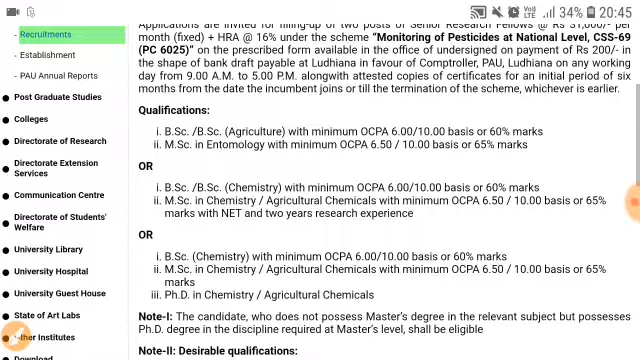 34% 20:45
Recruitments
- Establishment
- PAU Annual Reports
Post Graduate Studies
Colleges
Directorate of Research
Directorate Extension
Services
Communication Centre
Directorate of Students'
Welfare
University Library
University Hospital
University Guest House
State of Art Labs
ther Institutes
Download
Applications are invited for filling-up of two posts of Senior Research Fellows @ Rs 31,000/- per
month (fixed) + HRA @ 16% under the scheme "Monitoring of Pesticides at National Level, CSS-69
(PC 6025)" on the prescribed form available in the office of undersigned on payment of Rs 200/- in
the shape of bank draft payable at Ludhiana in favour of Comptroller, PAU, Ludhiana on any working
day from 9.00 A.M. to 5.00 P.M. alongwith attested copies of certificates for an initial period of six
months from the date the incumbent joins or till the termination of the scheme, whichever is earlier.
Qualifications:
i. B.Sc. /B.Sc. (Agriculture) with minimum OCPA 6.00/10.00 basis or 60% marks
ii. M.Sc. in Entomology with minimum OCPA 6.50 / 10.00 basis or 65% marks
OR
i. B.Sc. /B.Sc. (Chemistry) with minimum OCPA 6.00/10.00 basis or 60% marks
ii. M.Sc. in Chemistry / Agricultural Chemicals with minimum OCPA 6.50 / 10.00 basis or 65%
marks with NET and two years research experience
OR
i. B.Sc. (Chemistry) with minimum OCPA 6.00/10.00 basis or 60% marks
ii. M.Sc. in Chemistry / Agricultural Chemicals with minimum OCPA 6.50 / 10.00 basis or 65%
marks
iii. Ph.D. in Chemistry / Agricultural Chemicals
Note-I: The candidate, who does not possess Master's degree in the relevant subject but possesses
Ph.D. degree in the discipline required at Master's level, shall be eligible
Note-II: Desirable qualifications: